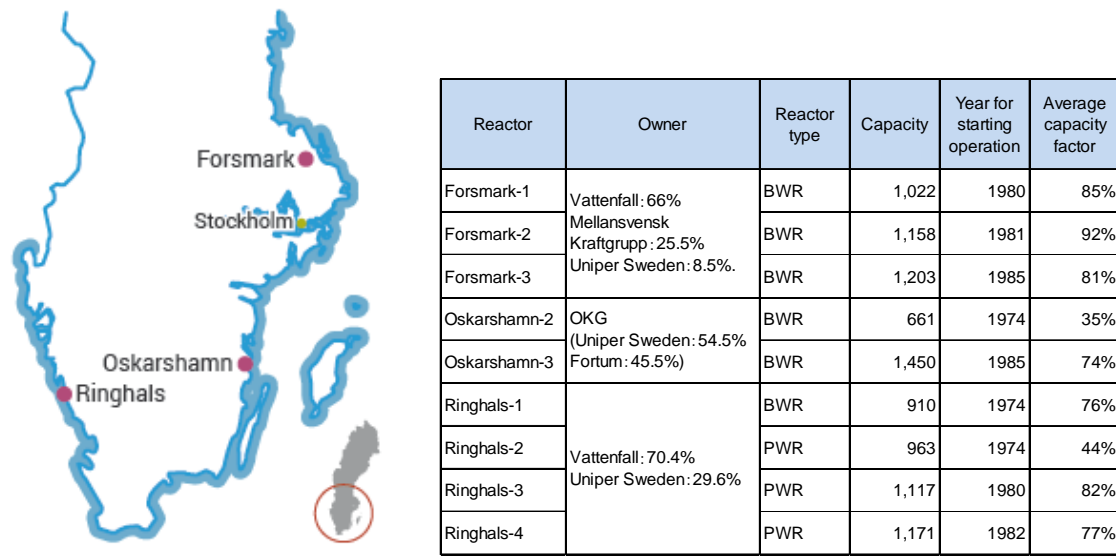 Forsmark
Stockholm
Oskarshamn
Ringhals
Reactor Owner Reactor type Capacity Year for starting operation Average capacity factor
Forsmark-1 BWR 1,022 1980 85%
Vattenfall:66%
Mellansvensk
Forsmark-2 BWR 1,158 1981 92%
Kraftgrupp:25.5%
Uniper Sweden:8.5%.
Forsmark-3 BWR 1,203 1985 81%
Oskarshamn-2 OKG BWR 661 1974 35%
(Uniper Sweden:54.5%
Oskarshamn-3 Fortum:45.5%) BWR 1,450 1985 74%
Ringhals-1 BWR 910 1974 76%
Ringhals-2 PWR 963 1974 44%
Vattenfall:70.4%
Uniper Sweden:29.6%
Ringhals-3 PWR 1,117 1980 82%
Ringhals-4 PWR 1,171 1982 77%